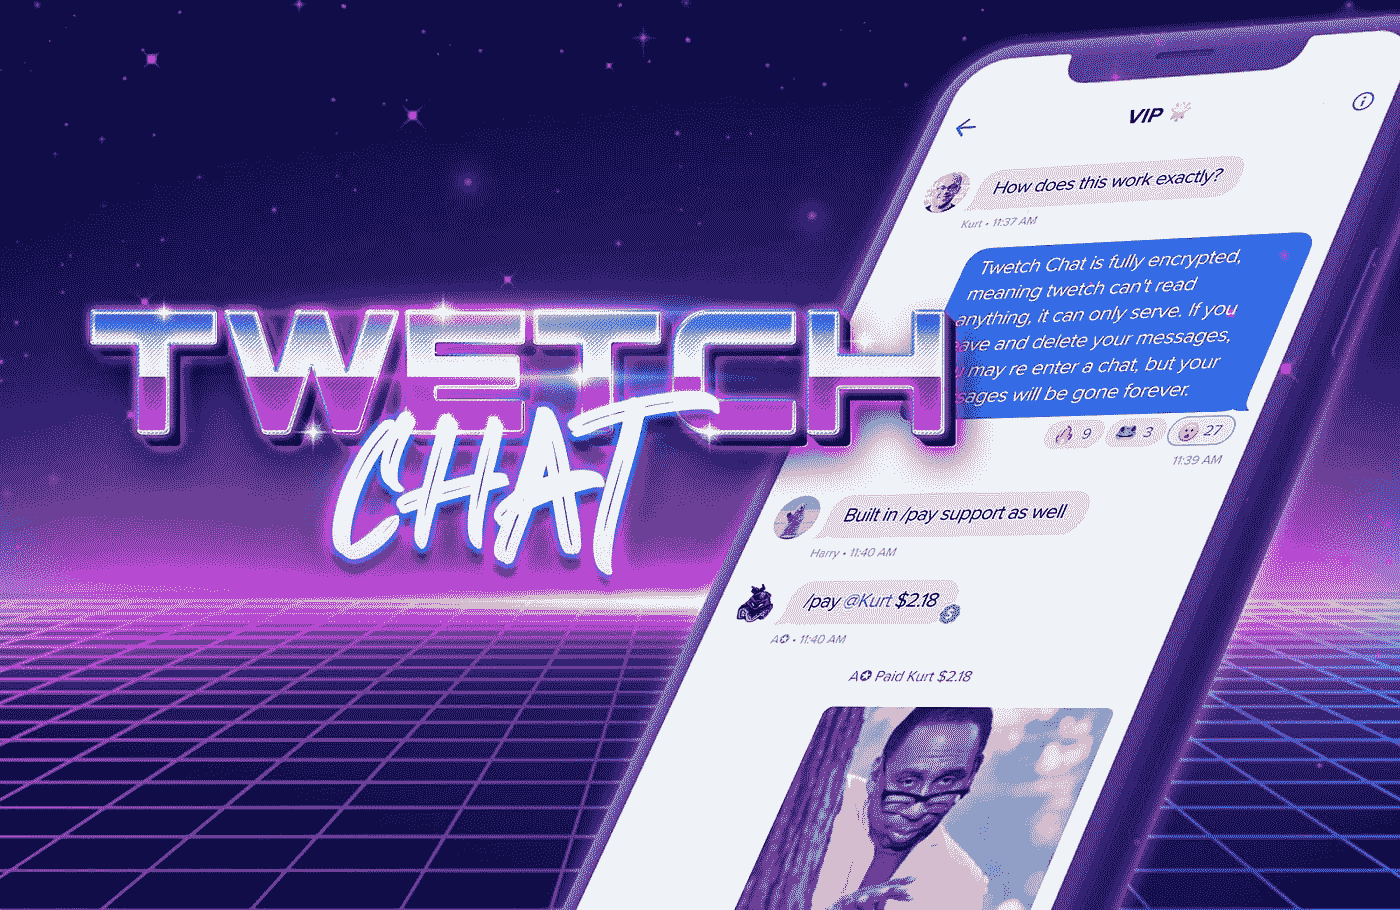 TWETCH
CHAT
VIP
How does this work exactly?
Kurt • 11:37 AM
Twetch Chat is fully encrypted,
meaning twetch can't read
anything, it can only serve. If you
ave and delete your messages,
may re enter a chat, but your
sages will be gone forever.
9 3 27
11:39 AM
Built in /pay support as well
Harry • 11:40 AM
/pay @Kurt $2.18
A✪ • 11:40 AM
A✪ Paid Kurt $2.18